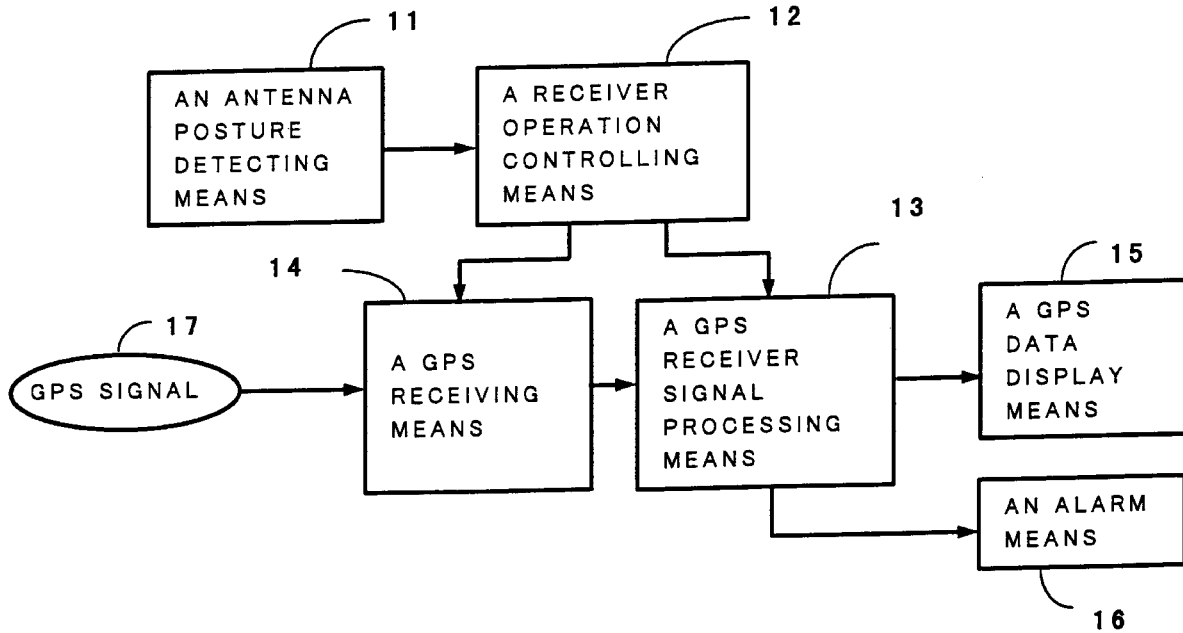 11
12
AN ANTENNA
POSTURE
DETECTING
MEANS
A RECEIVER
OPERATION
CONTROLLING
MEANS
13
14
15
17
GPS SIGNAL
A GPS
RECEIVING
MEANS
A GPS
RECEIVER
SIGNAL
PROCESSING
MEANS
A GPS
DATA
DISPLAY
MEANS
AN ALARM
MEANS
16